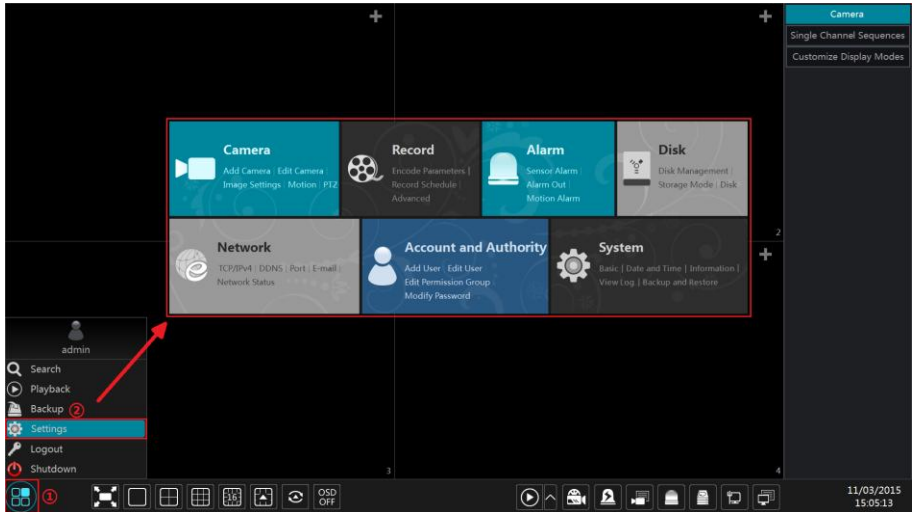 Camera
Single Channel Sequences
Customize Display Modes
Camera
Add Camera | Edit Camera |
Image Settings | Motion | PTZ
Record
Encode Parameters |
Record Schedule |
Advanced
Alarm
Sensor Alarm |
Alarm Out |
Motion Alarm
Disk
Disk Management |
Storage Mode | Disk
Network
TCP/IPv4 | DDNS | Port | E-mail |
Network Status
Account and Authority
Add User | Edit User
Edit Permission Group
Modify Password
System
Basic | Date and Time | Information |
View Log | Backup and Restore
2
admin
Search
Playback
Backup ②
Settings
Logout
Shutdown
3
4
①
16
OSD
OFF
11/03/2015
15:05:13